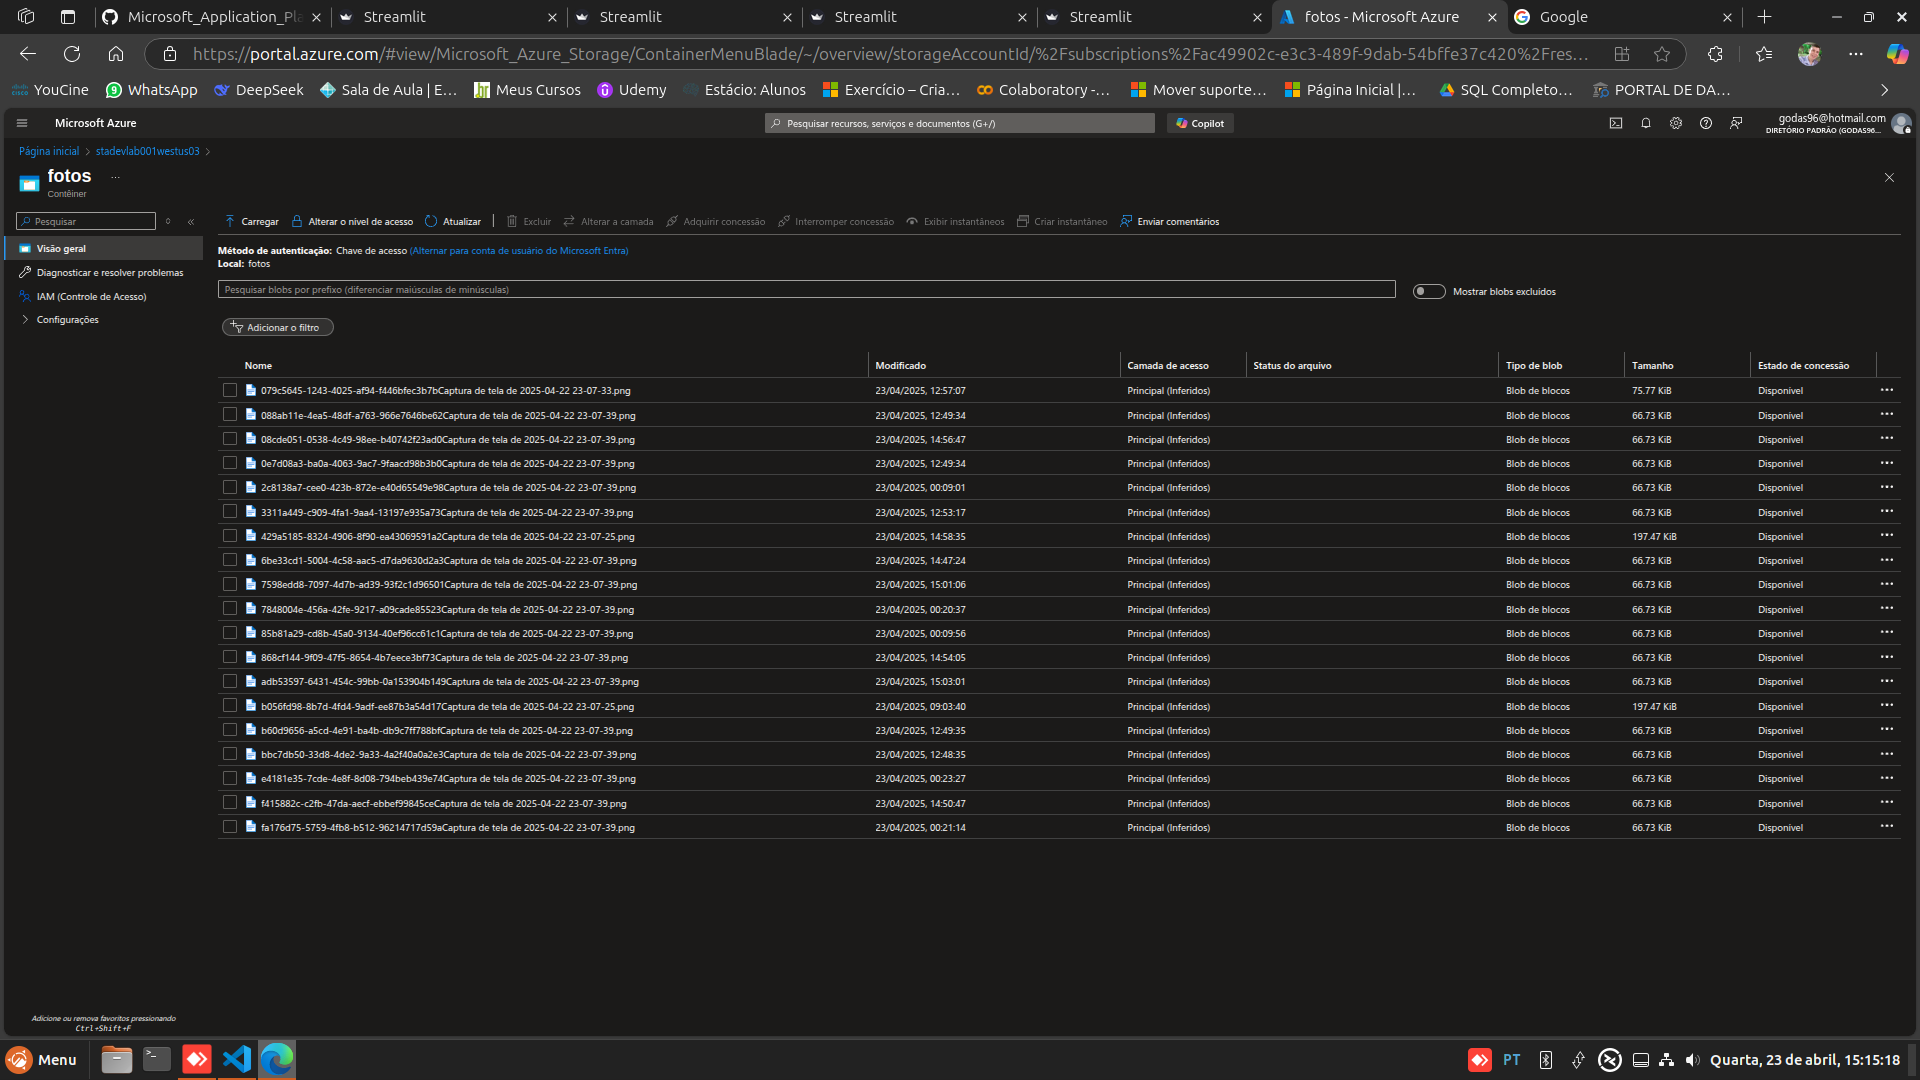 Microsoft_Application_Pla
Streamlit
Streamlit
Streamlit
Streamlit
fotos - Microsoft Azure
Google
https://portal.azure.com/#view/Microsoft_Azure_Storage/ContainerMenuBlade/~/overview/storageAccountId/%2Fsubscriptions%2Fac49902c-e3c3-489f-9dab-54bffe37c420%2Fres...
YouCine
WhatsApp
DeepSeek
Sala de Aula | E...
Meus Cursos
Udemy
Estácio: Alunos
Exercício – Cria...
Colaboratory -...
Mover suporte...
Página Inicial |...
SQL Completo...
PORTAL DE DA...
Microsoft Azure
Pesquisar recursos, serviços e documentos (G+/)
Copilot
godas96@hotmail.com
DIRETÓRIO PADRÃO (GODAS96...
Página inicial > stadevlab001westus03 >
fotos ...
Contêiner
Pesquisar
Carregar Alterar o nível de acesso Atualizar Excluir Alterar a camada Adquirir concessão Interromper concessão Exibir instantâneos Criar instantâneo Enviar comentários
Visão geral
Diagnosticar e resolver problemas
IAM (Controle de Acesso)
Configurações
Método de autenticação: Chave de acesso (Alternar para conta de usuário do Microsoft Entra)
Local: fotos
Pesquisar blobs por prefixo (diferenciar maiúsculas de minúsculas)
Mostrar blobs excluídos
Adicionar o filtro
Nome Modificado Camada de acesso Status do arquivo Tipo de blob Tamanho Estado de concessão
079c5645-1243-4025-af94-f446bfec3b7bCaptura de tela de 2025-04-22 23-07-33.png 23/04/2025, 12:57:07 Principal (Inferidos) Blob de blocos 75.77 KiB Disponível
088ab11e-4ea5-48df-a763-966e7646be62Captura de tela de 2025-04-22 23-07-39.png 23/04/2025, 12:49:34 Principal (Inferidos) Blob de blocos 66.73 KiB Disponível
08cde051-0538-4c49-98ee-b40742f23ad0Captura de tela de 2025-04-22 23-07-39.png 23/04/2025, 14:56:47 Principal (Inferidos) Blob de blocos 66.73 KiB Disponível
0e7d08a3-ba0a-4063-9ac7-9faacd98b3b0Captura de tela de 2025-04-22 23-07-39.png 23/04/2025, 12:49:34 Principal (Inferidos) Blob de blocos 66.73 KiB Disponível
2c8138a7-cee0-423b-872e-e40d65549e98Captura de tela de 2025-04-22 23-07-39.png 23/04/2025, 00:09:01 Principal (Inferidos) Blob de blocos 66.73 KiB Disponível
3311a449-c909-4fa1-9aa4-13197e935a73Captura de tela de 2025-04-22 23-07-39.png 23/04/2025, 12:53:17 Principal (Inferidos) Blob de blocos 66.73 KiB Disponível
429a5185-8324-4906-8f90-ea43069591a2Captura de tela de 2025-04-22 23-07-25.png 23/04/2025, 14:58:35 Principal (Inferidos) Blob de blocos 197.47 KiB Disponível
6be33cd1-5004-4c58-aac5-d7da9630d2a3Captura de tela de 2025-04-22 23-07-39.png 23/04/2025, 14:47:24 Principal (Inferidos) Blob de blocos 66.73 KiB Disponível
7598edd8-7097-4d7b-ad39-93f2c1d96501Captura de tela de 2025-04-22 23-07-39.png 23/04/2025, 15:01:06 Principal (Inferidos) Blob de blocos 66.73 KiB Disponível
7848004e-456a-42fe-9217-a09cade85523Captura de tela de 2025-04-22 23-07-39.png 23/04/2025, 00:20:37 Principal (Inferidos) Blob de blocos 66.73 KiB Disponível
85b81a29-cd8b-45a0-9134-40ef96cc61c1Captura de tela de 2025-04-22 23-07-39.png 23/04/2025, 00:09:56 Principal (Inferidos) Blob de blocos 66.73 KiB Disponível
868cf144-9f09-47f5-8654-4b7eece3bf73Captura de tela de 2025-04-22 23-07-39.png 23/04/2025, 14:54:05 Principal (Inferidos) Blob de blocos 66.73 KiB Disponível
adb53597-6431-454c-99bb-0a153904b149Captura de tela de 2025-04-22 23-07-39.png 23/04/2025, 15:03:01 Principal (Inferidos) Blob de blocos 66.73 KiB Disponível
b056fd98-8b7d-4fd4-9adf-ee87b3a54d17Captura de tela de 2025-04-22 23-07-25.png 23/04/2025, 09:03:40 Principal (Inferidos) Blob de blocos 197.47 KiB Disponível
b60d9656-a5cd-4e91-ba4b-db9c7ff788bfCaptura de tela de 2025-04-22 23-07-39.png 23/04/2025, 12:49:35 Principal (Inferidos) Blob de blocos 66.73 KiB Disponível
bbc7db50-33d8-4de2-9a33-4a2f40a0a2e3Captura de tela de 2025-04-22 23-07-39.png 23/04/2025, 12:48:35 Principal (Inferidos) Blob de blocos 66.73 KiB Disponível
e4181e35-7cde-4e8f-8d08-794beb439e74Captura de tela de 2025-04-22 23-07-39.png 23/04/2025, 00:23:27 Principal (Inferidos) Blob de blocos 66.73 KiB Disponível
f415882c-c2fb-47da-aecf-ebbef99845ceCaptura de tela de 2025-04-22 23-07-39.png 23/04/2025, 14:50:47 Principal (Inferidos) Blob de blocos 66.73 KiB Disponível
fa176d75-5759-4fb8-b512-96214717d59aCaptura de tela de 2025-04-22 23-07-39.png 23/04/2025, 00:21:14 Principal (Inferidos) Blob de blocos 66.73 KiB Disponível
Adicione ou remova favoritos pressionando
Ctrl+Shift+F
Menu
PT
Quarta, 23 de abril, 15:15:18